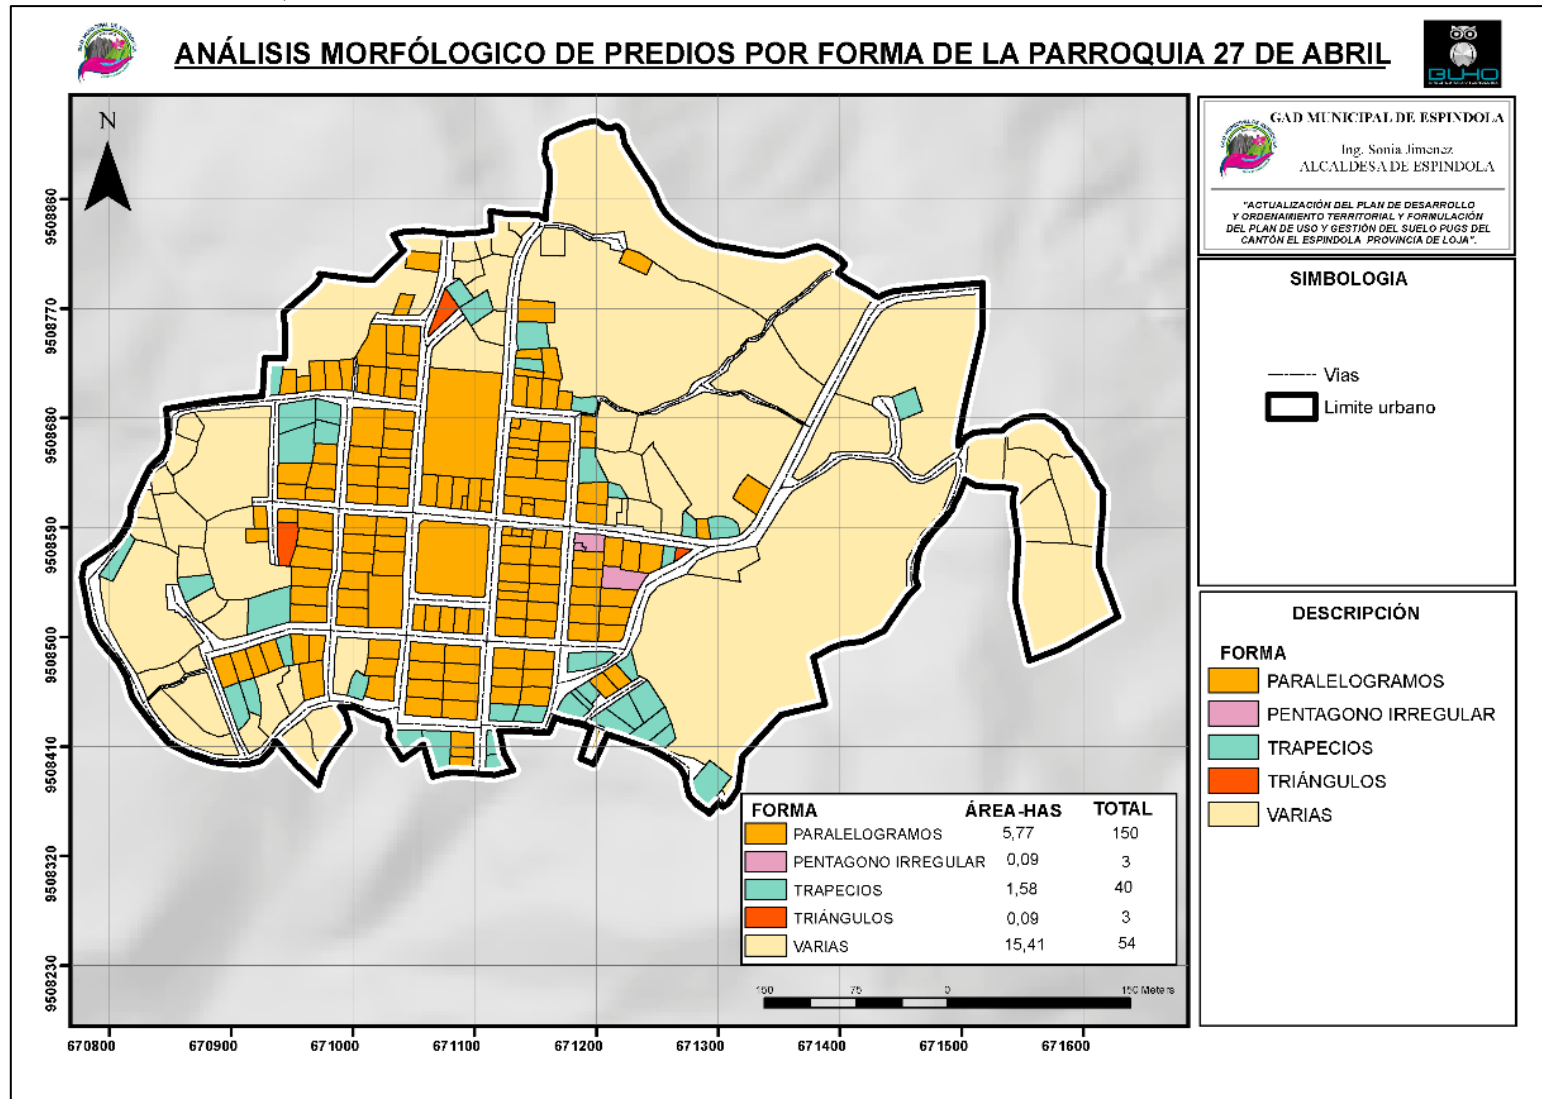 ANÁLISIS MORFÓLOGICO DE PREDIOS POR FORMA DE LA PARROQUIA 27 DE ABRIL
BUHO
GAD MUNICIPAL DE ESPINDOLA
Ing. Sonia Jimenez
ALCALDESA DE ESPINDOLA
"ACTUALIZACIÓN DEL PLAN DE DESARROLLO
Y ORDENAMIENTO TERRITORIAL Y FORMULACIÓN
DEL PLAN DE USO Y GESTIÓN DEL SUELO PUGS DEL
CANTÓN EL ESPINDOLA PROVINCIA DE LOJA".
SIMBOLOGIA
Vias
Limite urbano
DESCRIPCIÓN
FORMA
PARALELOGRAMOS
PENTAGONO IRREGULAR
TRAPECIOS
TRIÁNGULOS
VARIAS
N
9508860
9508770
9508680
9508590
9508500
9508410
9508320
9508230
FORMA ÁREA-HAS TOTAL
PARALELOGRAMOS 5,77 150
PENTAGONO IRREGULAR 0,09 3
TRAPECIOS 1,58 40
TRIÁNGULOS 0,09 3
VARIAS 15,41 54
150 75 0 150 Meters
670800 670900 671000 671100 671200 671300 671400 671500 671600